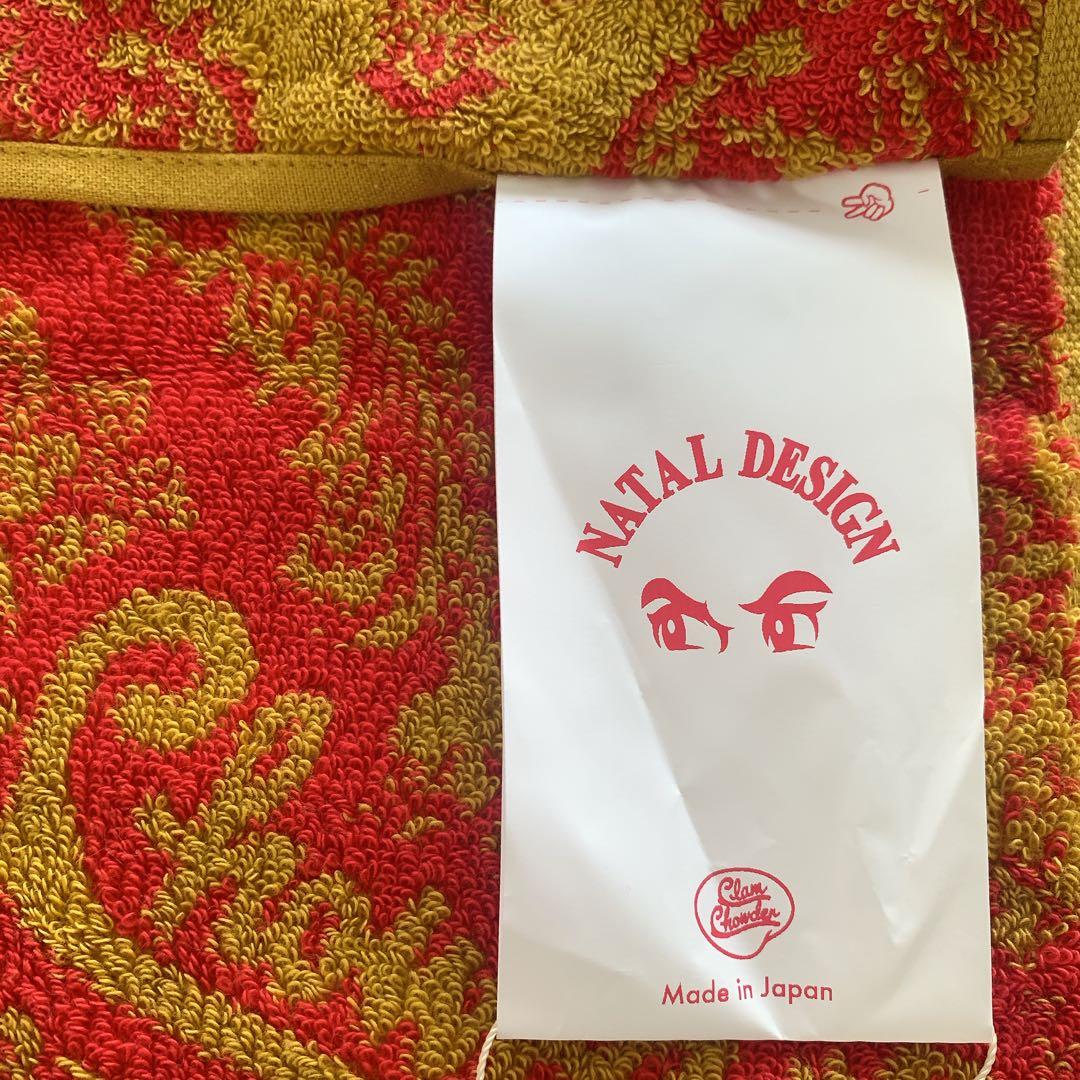 NATAL DESIGN
Clam
Chowder
Made in Japan